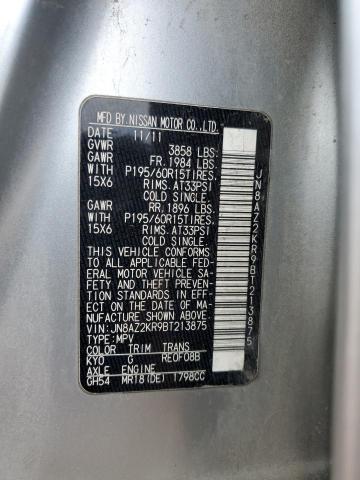 MFD BY.NISSAN MOTOR CO.,LTD.
DATE 11/11
GVWR 3858 LBS.
GAWR FR.1984 LBS.
WITH P195/60R15TIRES.
15X6 RIMS.AT33PSI
COLD SINGLE.
GAWR RR.1896 LBS.
WITH P195/60R15TIRES.
15X6 RIMS.AT33PSI
COLD SINGLE.
THIS VEHICLE CONFORMS
TO ALL APPLICABLE FED-
ERAL MOTOR VEHICLE SA-
FETY AND THEFT PREVEN-
TION STANDARDS IN EFF-
ECT ON THE DATE OF MAN-
UFACTURE SHOWN ABOVE.
VIN:JN8AZ2KR9BT213875
TYPE:MPV
COLOR TRIM TRANS
KY0 G RE0F08B
AXLE ENGINE
GH54 MR18(DE) 1798CC
JN8AZ2KR9BT213875